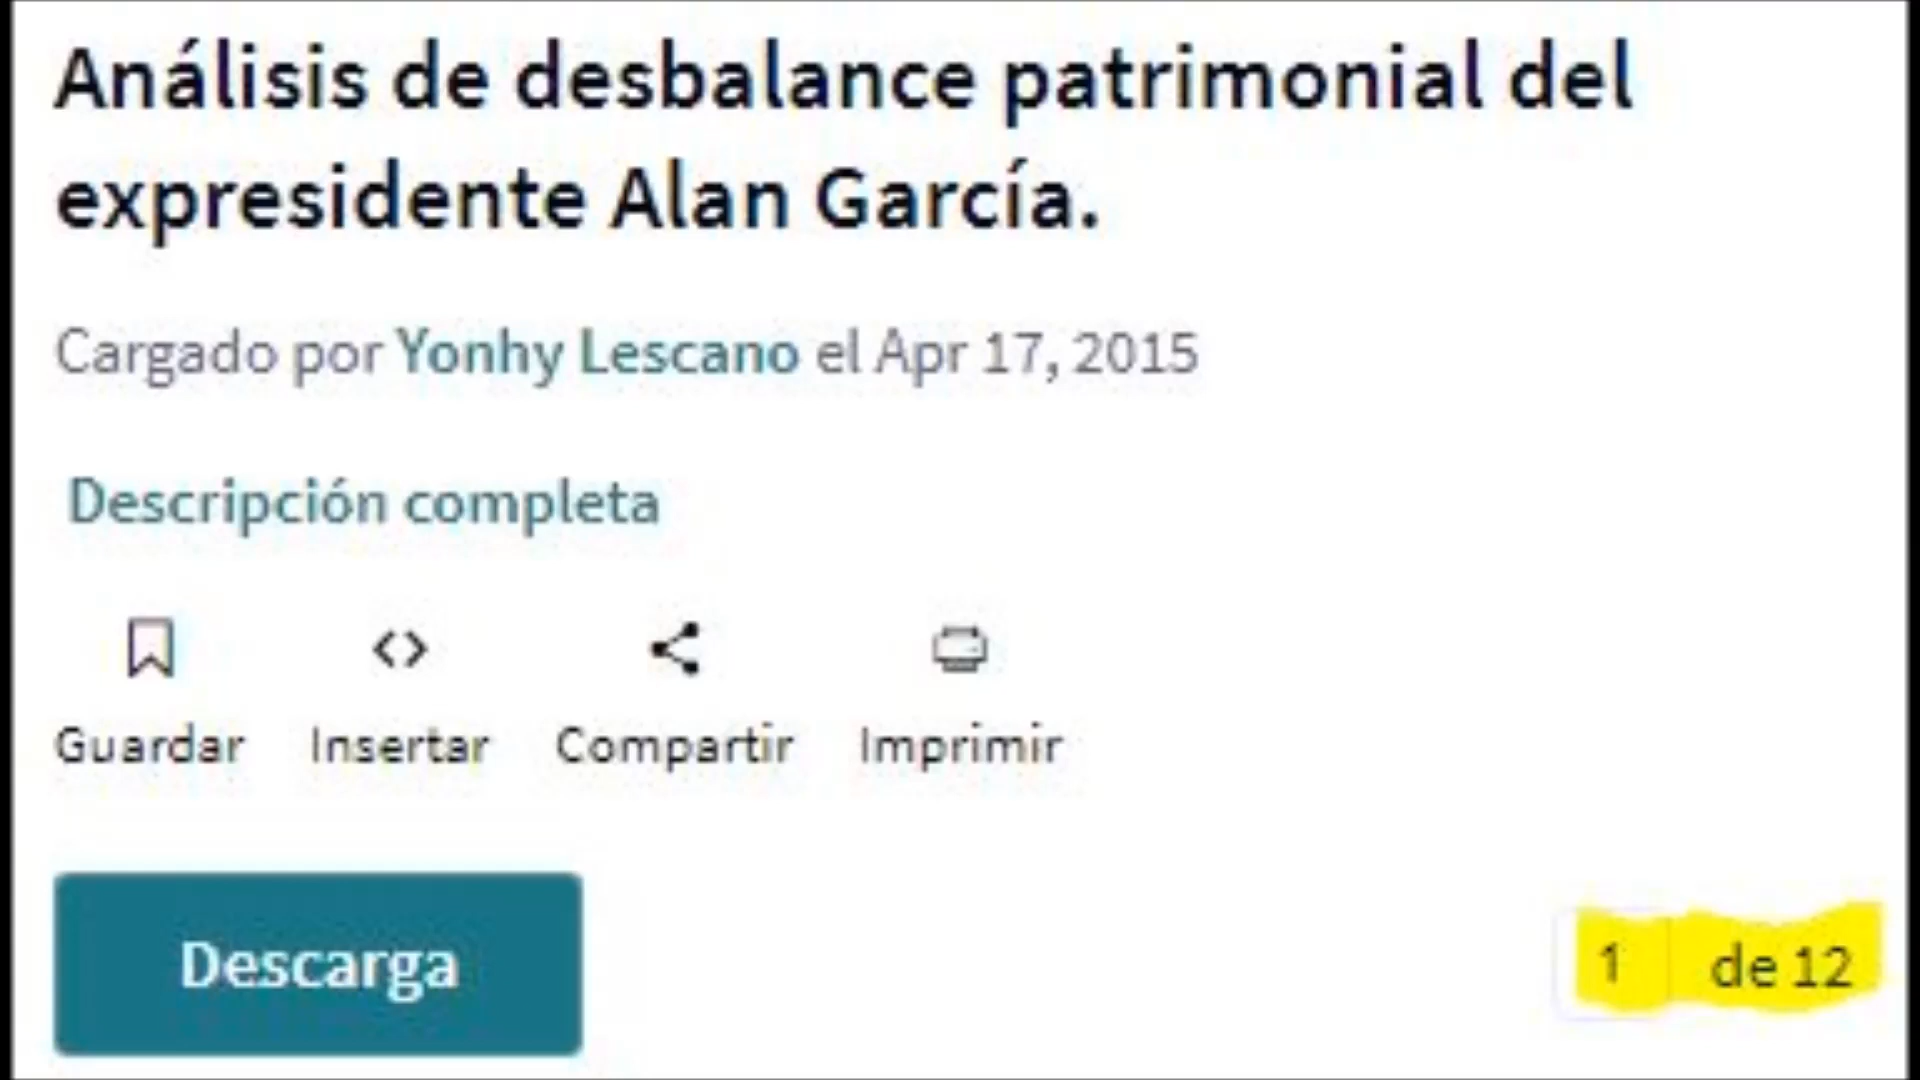 Análisis de desbalance patrimonial del
expresidente Alan García.
Cargado por Yonhy Lescano el Apr 17, 2015
Descripción completa
Guardar Insertar Compartir Imprimir
Descarga
1 de 12